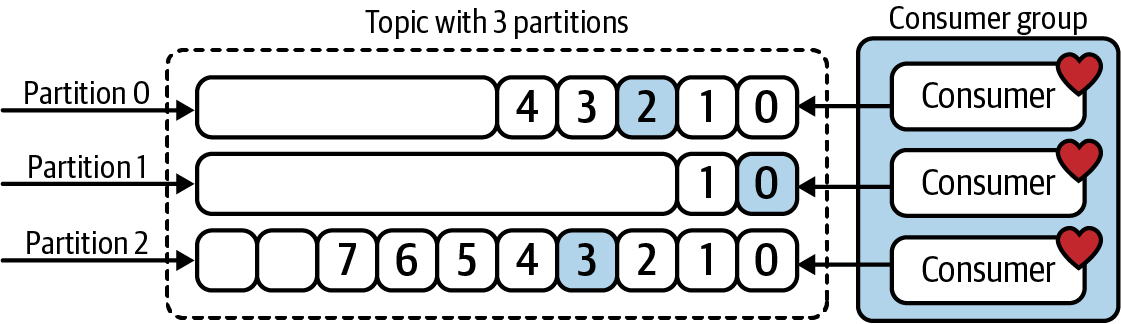 Topic with 3 partitions
Consumer group
Partition 0
4 3 2 1 0
Consumer
Partition 1
1 0
Consumer
Partition 2
7 6 5 4 3 2 1 0
Consumer